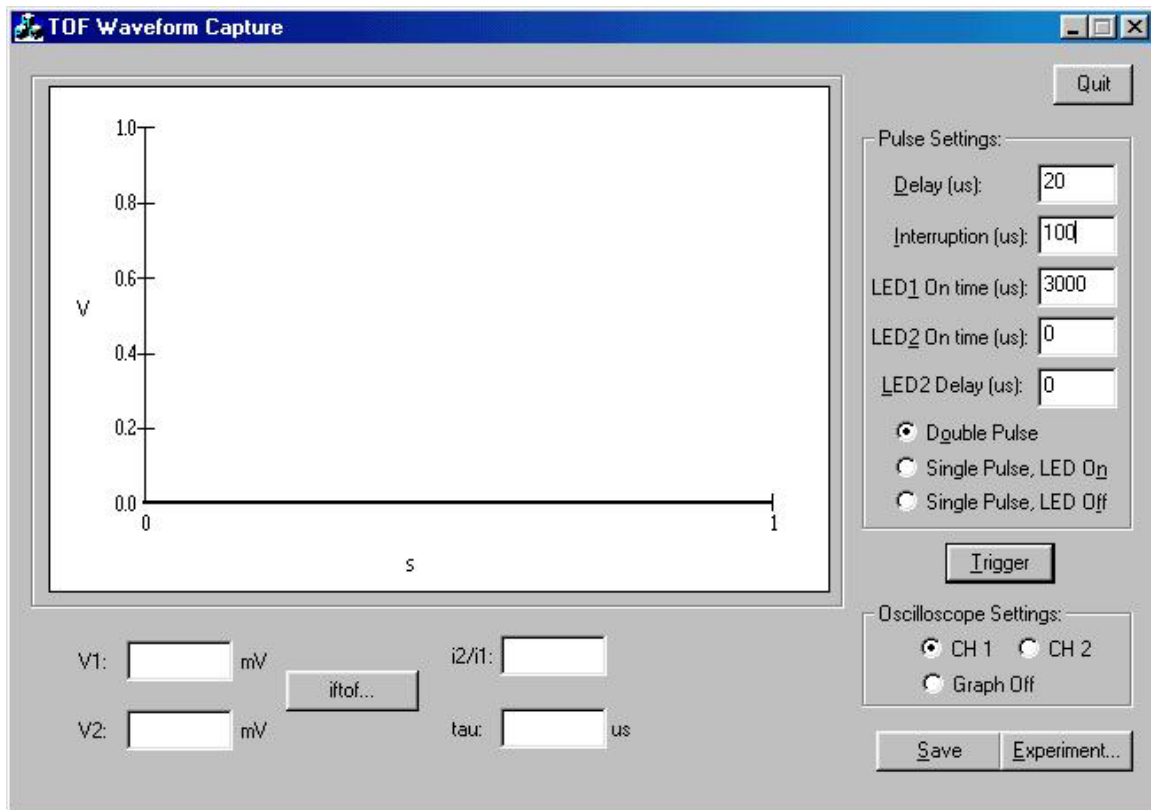 TOF Waveform Capture
Quit
1.0
0.8
0.6
V
0.4
0.2
0.0
0
1
s
Pulse Settings:
Delay (us): 20
Interruption (us): 100
LED1 On time (us): 3000
LED2 On time (us): 0
LED2 Delay (us): 0
Double Pulse
Single Pulse, LED On
Single Pulse, LED Off
Trigger
Oscilloscope Settings:
CH 1 CH 2
Graph Off
V1: mV
iftof...
i2/i1:
V2: mV
tau: us
Save Experiment...